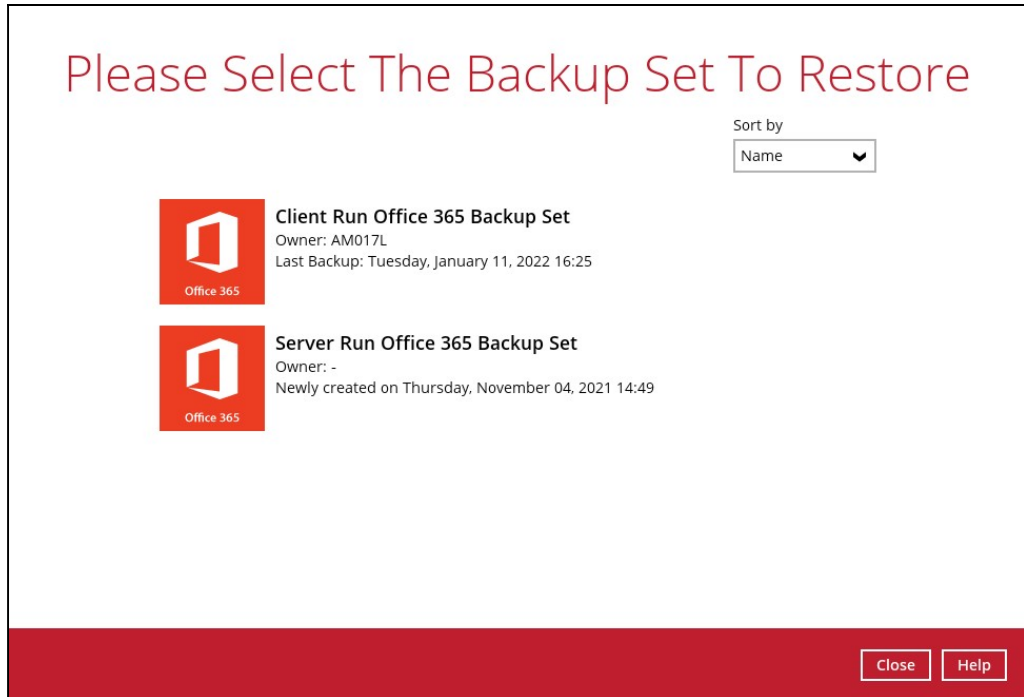 Please Select The Backup Set To Restore
Sort by
Name
Client Run Office 365 Backup Set
Owner: AM017L
Last Backup: Tuesday, January 11, 2022 16:25
Office 365
Server Run Office 365 Backup Set
Owner: -
Newly created on Thursday, November 04, 2021 14:49
Office 365
Close
Help